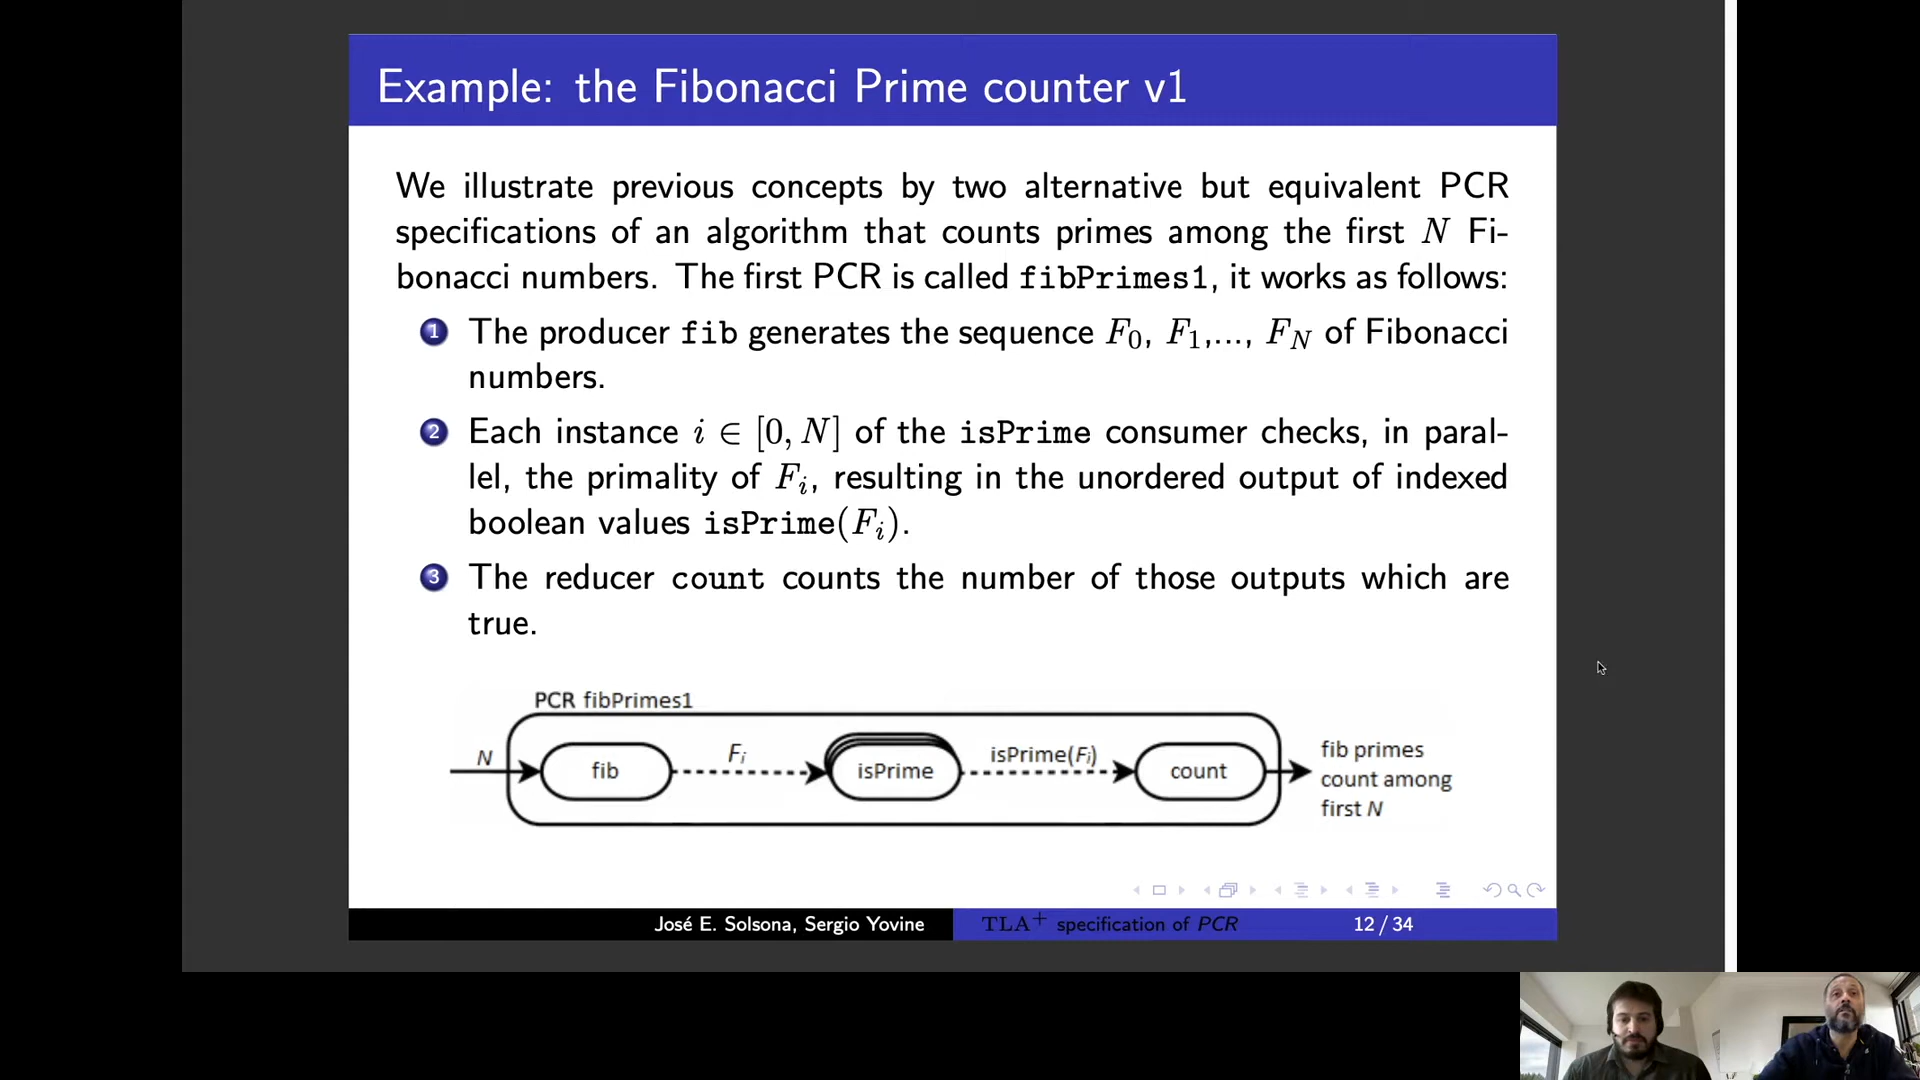 Example: the Fibonacci Prime counter v1
We illustrate previous concepts by two alternative but equivalent PCR
specifications of an algorithm that counts primes among the first N Fi-
bonacci numbers. The first PCR is called fibPrimes1, it works as follows:
1 The producer fib generates the sequence F₀, F₁,..., F_N of Fibonacci
numbers.
2 Each instance i ∈ [0, N] of the isPrime consumer checks, in paral-
lel, the primality of Fᵢ, resulting in the unordered output of indexed
boolean values isPrime(Fᵢ).
3 The reducer count counts the number of those outputs which are
true.
PCR fibPrimes1
N
fib
Fᵢ
isPrime
isPrime(Fᵢ)
count
fib primes
count among
first N
José E. Solsona, Sergio Yovine
TLA⁺ specification of PCR
12 / 34